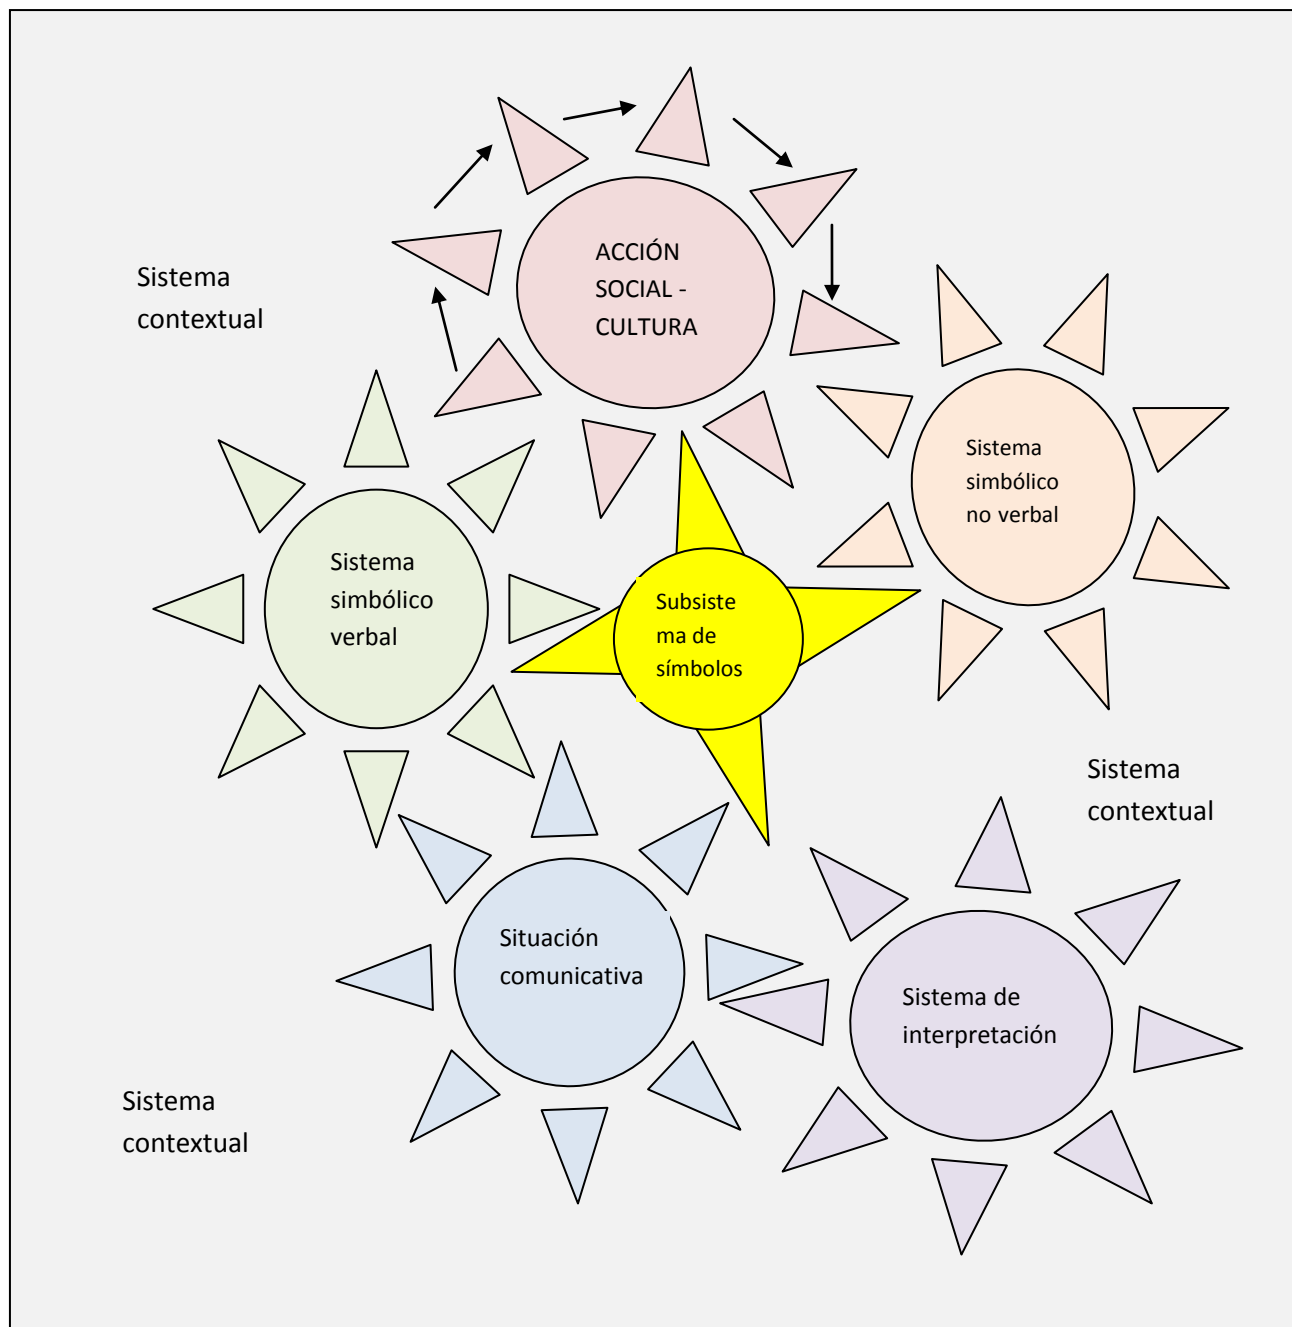 ACCIÓN
SOCIAL -
CULTURA
Sistema
contextual
Sistema
simbólico
no verbal
Sistema
simbólico
verbal
Subsiste
ma de
símbolos
Sistema
contextual
Situación
comunicativa
Sistema de
interpretación
Sistema
contextual